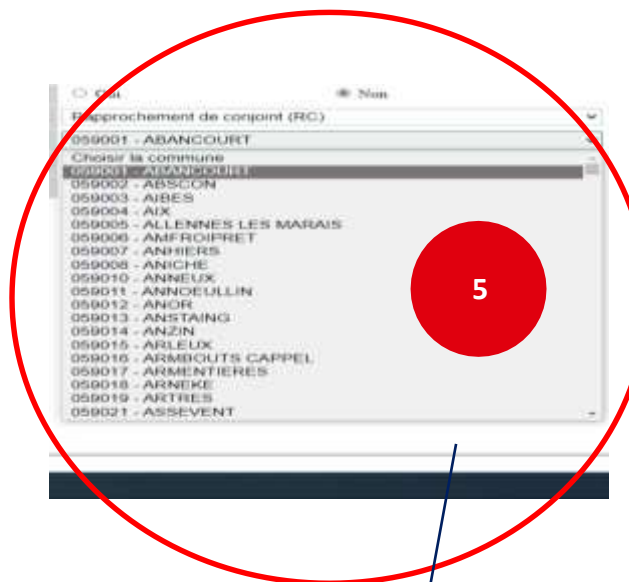 Oui Non
Rapprochement de conjoint (RC)
059001 - ABANCOURT
Choisir la commune
059001 - ABANCOURT
059002 - ABSCON
059003 - AIBES
059004 - AIX
059005 - ALLENNES LES MARAIS
059006 - AMFROIPRET
059007 - ANHIERS
059008 - ANICHE
059010 - ANNEUX
059011 - ANNOEULLIN
059012 - ANOR
059013 - ANSTAING
059014 - ANZIN
059015 - ARLEUX
059016 - ARMBOUTS CAPPEL
059017 - ARMENTIERES
059018 - ARNEKE
059019 - ARTRES
059021 - ASSEVENT
5